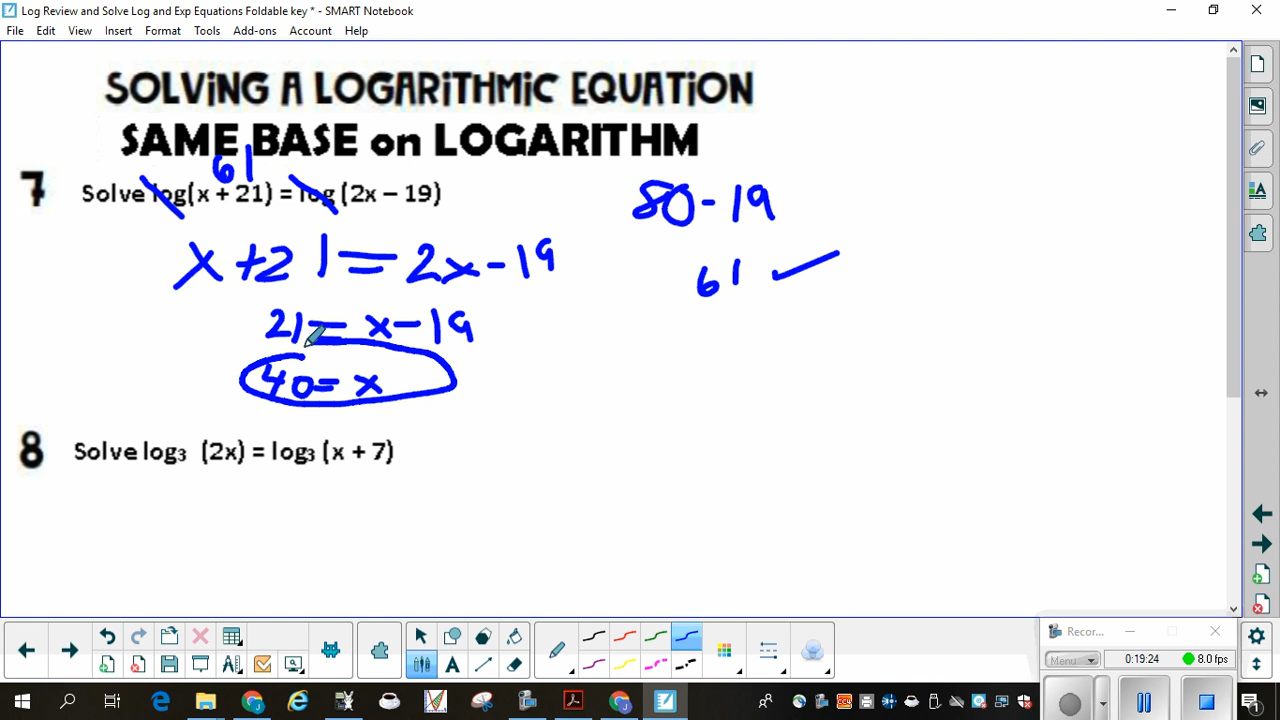 Log Review and Solve Log and Exp Equations Foldable key * - SMART Notebook
File Edit View Insert Format Tools Add-ons Account Help
SOLViNG A LOGARiTHMiC EQUATiON
SAME BASE on LOGARITHM
61
7 Solve log(x + 21) = log (2x – 19)
80-19
x+21=2x-19
61 ✓
21=x-19
40=x
8 Solve log₃ (2x) = log₃ (x + 7)
Recor...
Menu
0:19:24
8.0 fps